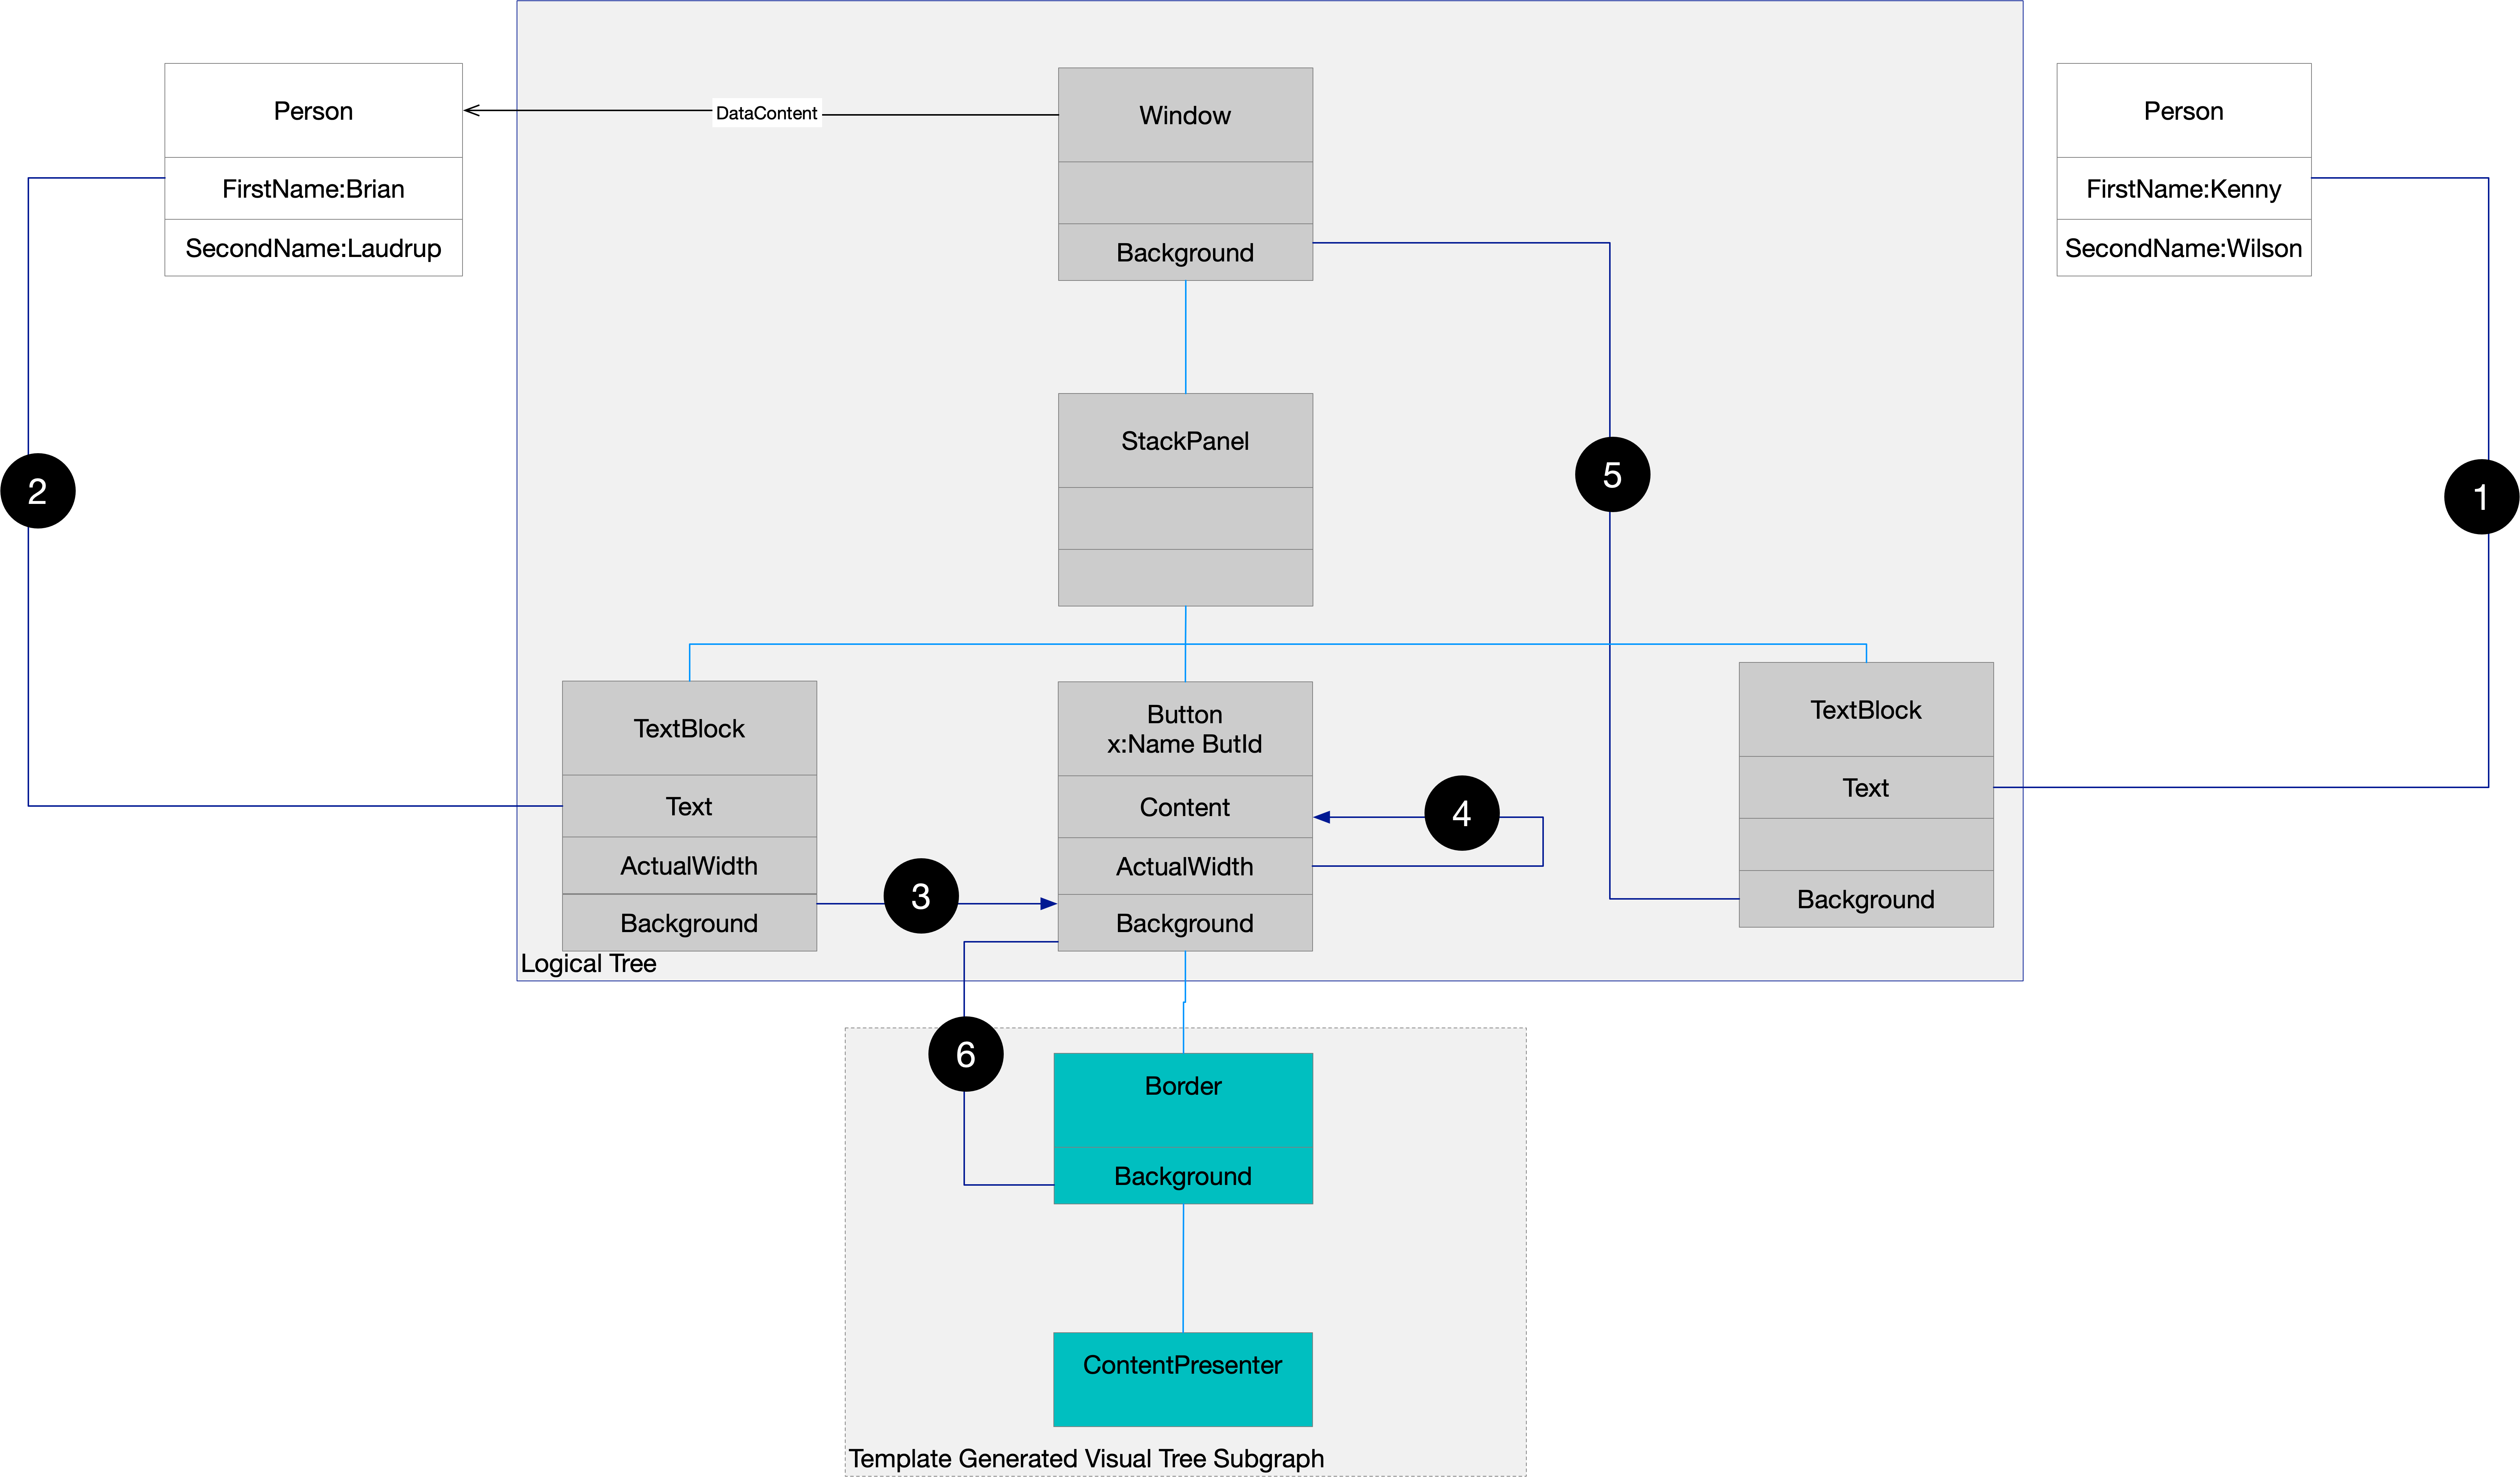 Person
FirstName:Brian
SecondName:Laudrup
DataContent
Window
Background
Person
FirstName:Kenny
SecondName:Wilson
StackPanel
2
5
1
TextBlock
Text
ActualWidth
Background
3
Button
x:Name ButId
Content
ActualWidth
Background
4
TextBlock
Text
Background
Logical Tree
6
Border
Background
ContentPresenter
Template Generated Visual Tree Subgraph